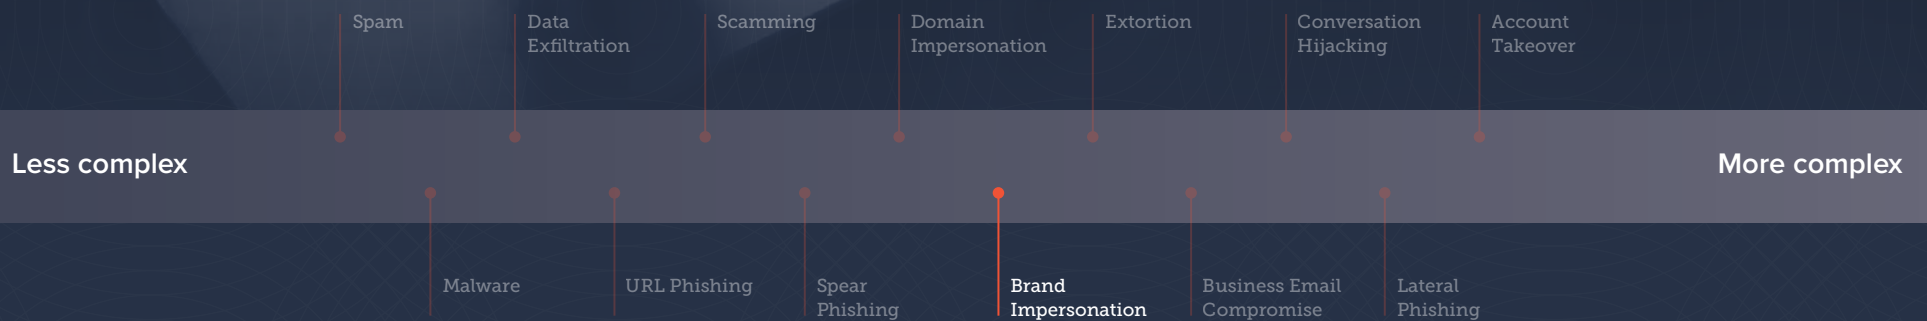 Spam
Data
Exfiltration
Scamming
Domain
Impersonation
Extortion
Conversation
Hijacking
Account
Takeover
Less complex
More complex
Malware
URL Phishing
Spear
Phishing
Brand
Impersonation
Business Email
Compromise
Lateral
Phishing